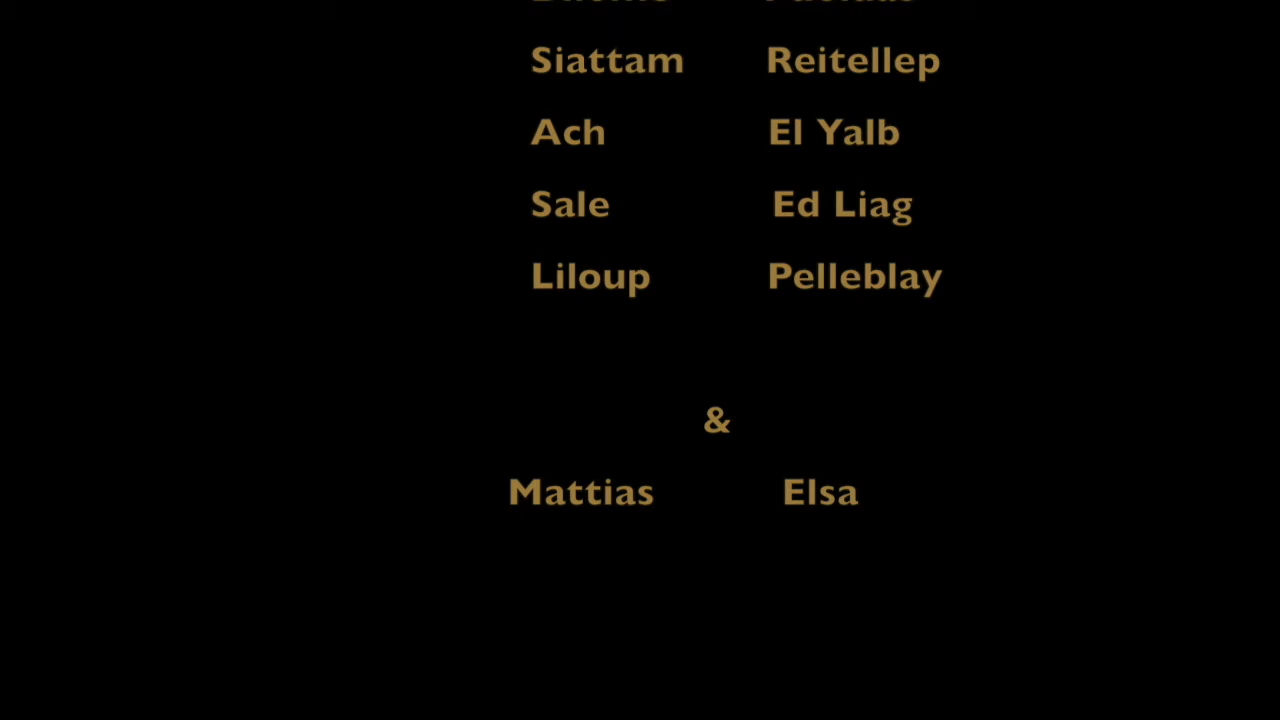 Siattam Reitellep
Ach El Yalb
Sale Ed Liag
Liloup Pelleblay
&
Mattias Elsa